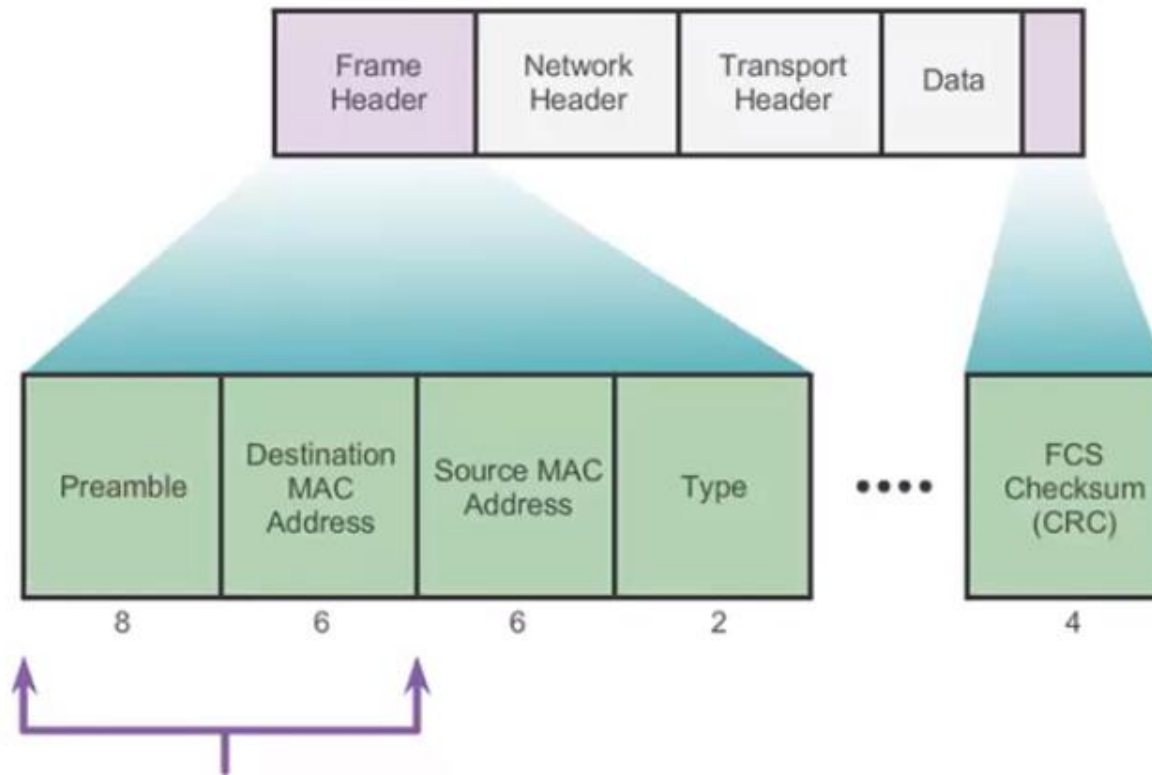 Frame
Header
Network
Header
Transport
Header
Data
Preamble
Destination
MAC
Address
Source MAC
Address
Type
••••
FCS
Checksum
(CRC)
8
6
6
2
4